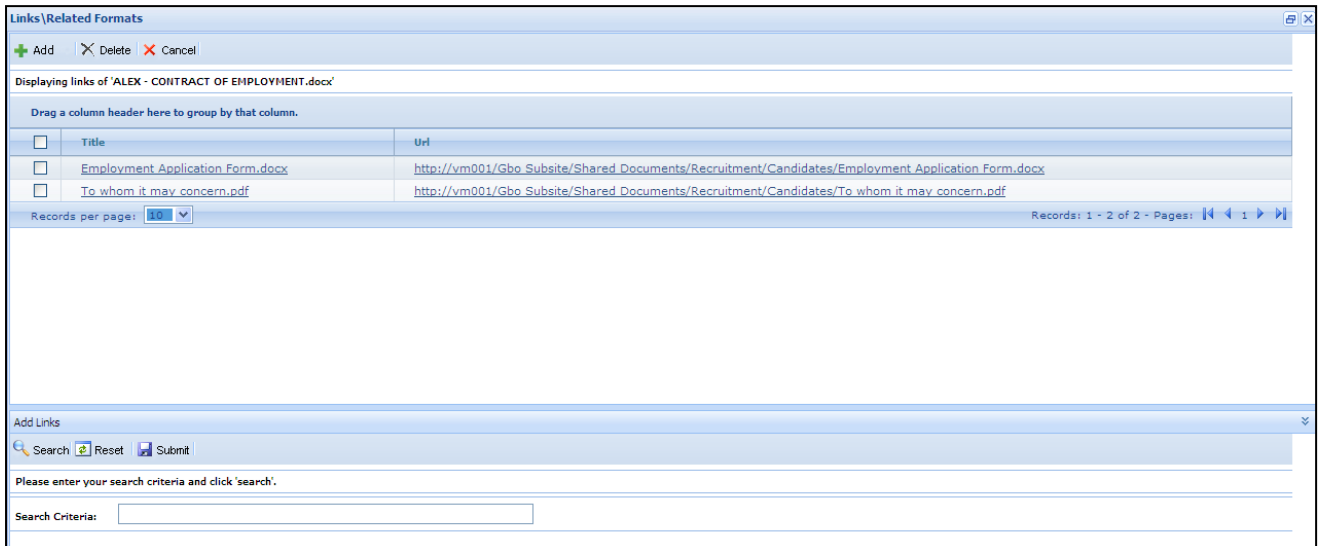 Links\Related Formats
Add Delete Cancel
Displaying links of 'ALEX - CONTRACT OF EMPLOYMENT.docx'
Drag a column header here to group by that column.
Title Url
Employment Application Form.docx http://vm001/Gbo Subsite/Shared Documents/Recruitment/Candidates/Employment Application Form.docx
To whom it may concern.pdf http://vm001/Gbo Subsite/Shared Documents/Recruitment/Candidates/To whom it may concern.pdf
Records per page: 10 Records: 1 - 2 of 2 - Pages: 1
Add Links
Search Reset Submit
Please enter your search criteria and click 'search'.
Search Criteria: